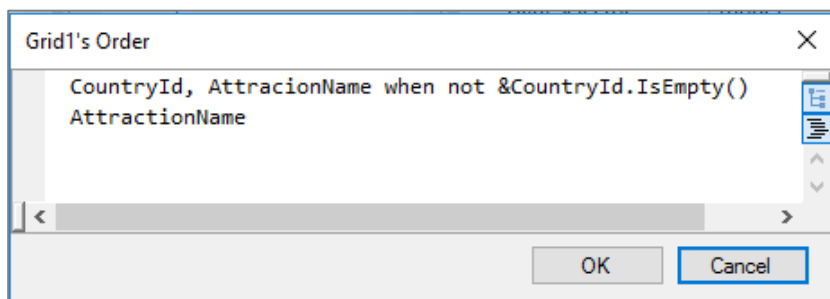 Grid1's Order
CountryId, AttracionName when not &CountryId.IsEmpty()
AttractionName
OK
Cancel